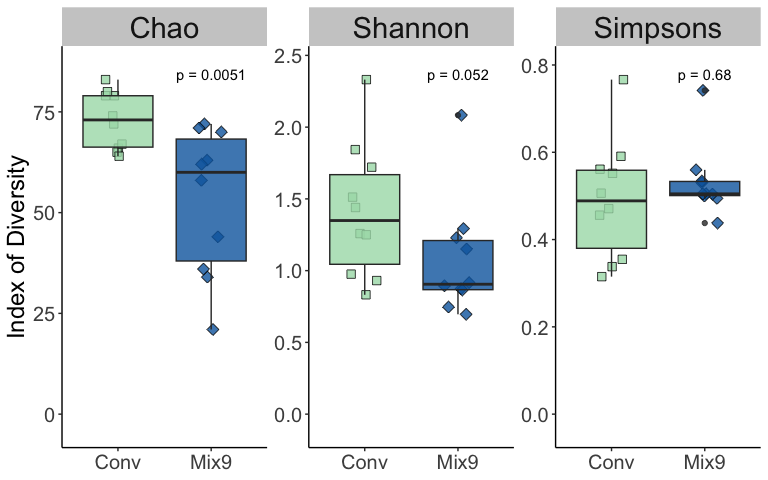 Chao
Shannon
Simpsons
Index of Diversity
p = 0.0051
p = 0.052
p = 0.68
75
50
25
0
2.5
2.0
1.5
1.0
0.5
0.0
0.8
0.6
0.4
0.2
0.0
Conv Mix9
Conv Mix9
Conv Mix9